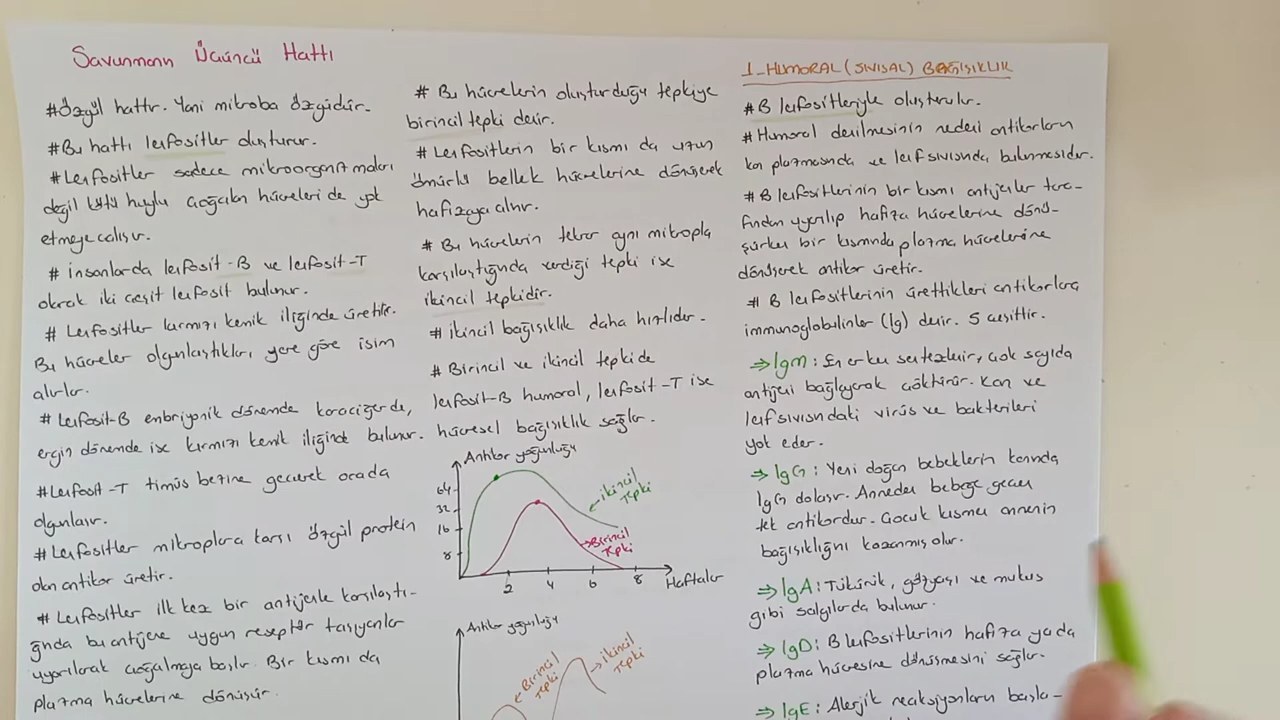 Savunmanın Üçüncü Hattı
#Özgül hattır. Yani mikroba özgüdür.
#Bu hattı lenfositler oluşturur.
#Lenfositler sadece mikroorganizmaları
değil kötü huylu çoğalan hücreleri de yok
etmeye çalışır.
# İnsanlarda lenfosit-B ve lenfosit-T
olarak iki çeşit lenfosit bulunur.
# Lenfositler kırmızı kemik iliğinde üretilir.
Bu hücreler olgunlaştıkları yere göre isim
alırlar.
# Lenfosit-B embriyonik dönemde karaciğerde,
ergin dönemde ise kırmızı kemik iliğinde bulunur.
#Lenfosit-T timüs bezine geçerek orada
olgunlaşır.
#Lenfositler mikroplara karşı özgül protein
olan antikor üretir.
# Lenfositler ilk kez bir antijenle karşılaştı-
ğında bu antijene uygun reseptör taşıyanlar
uyarılarak çoğalmaya başlar. Bir kısmı da
plazma hücrelerine dönüşür.
# Bu hücrelerin oluşturduğu tepkiye
birincil tepki denir.
# Lenfositlerin bir kısmı da uzun
ömürlü bellek hücrelerine dönüşerek
hafızaya alınır.
# Bu hücrelerin tekrar aynı mikropla
karşılaştığında verdiği tepki ise
ikincil tepkidir.
# İkincil bağışıklık daha hızlıdır.
# Birincil ve ikincil tepkide
lenfosit-B humoral, lenfosit-T ise
hücresel bağışıklık sağlar.
Antikor yoğunluğu
64
32
16
8
İkincil
tepki
Birincil
tepki
2 4 6 8 Haftalar
Antikor yoğunluğu
Birincil
tepki
İkincil
tepki
1-HUMORAL (SIVISAL) BAĞIŞIKLIK
#B lenfositleriyle oluşturulur.
#Humoral denilmesinin nedeni antikorların
kan plazmasında ve lenf sıvısında bulunmasıdır.
#B lenfositlerinin bir kısmı antijenler tara-
fından uyarılıp hafıza hücrelerine dönü-
şürken bir kısmında plazma hücrelerine
dönüşerek antikor üretir.
# B lenfositlerinin ürettikleri antikorlara
immunoglobulinler (Ig) denir. 5 çeşittir.
⇒IgM: En erken sentezlenir, çok sayıda
antijeni bağlayarak çöktürür. Kan ve
lenf sıvısındaki virüs ve bakterileri
yok eder.
⇒IgG: Yeni doğan bebeklerin kanında
IgG dolaşır. Anneden bebeğe geçen
tek antikordur. Çocuk kısmen annenin
bağışıklığını kazanmış olur.
⇒IgA: Tükürük, gözyaşı ve mukus
gibi salgılarda bulunur.
⇒IgD: B lenfositlerinin hafıza yada
plazma hücresine dönüşmesini sağlar.
⇒IgE: Alerjik reaksiyonların başla-